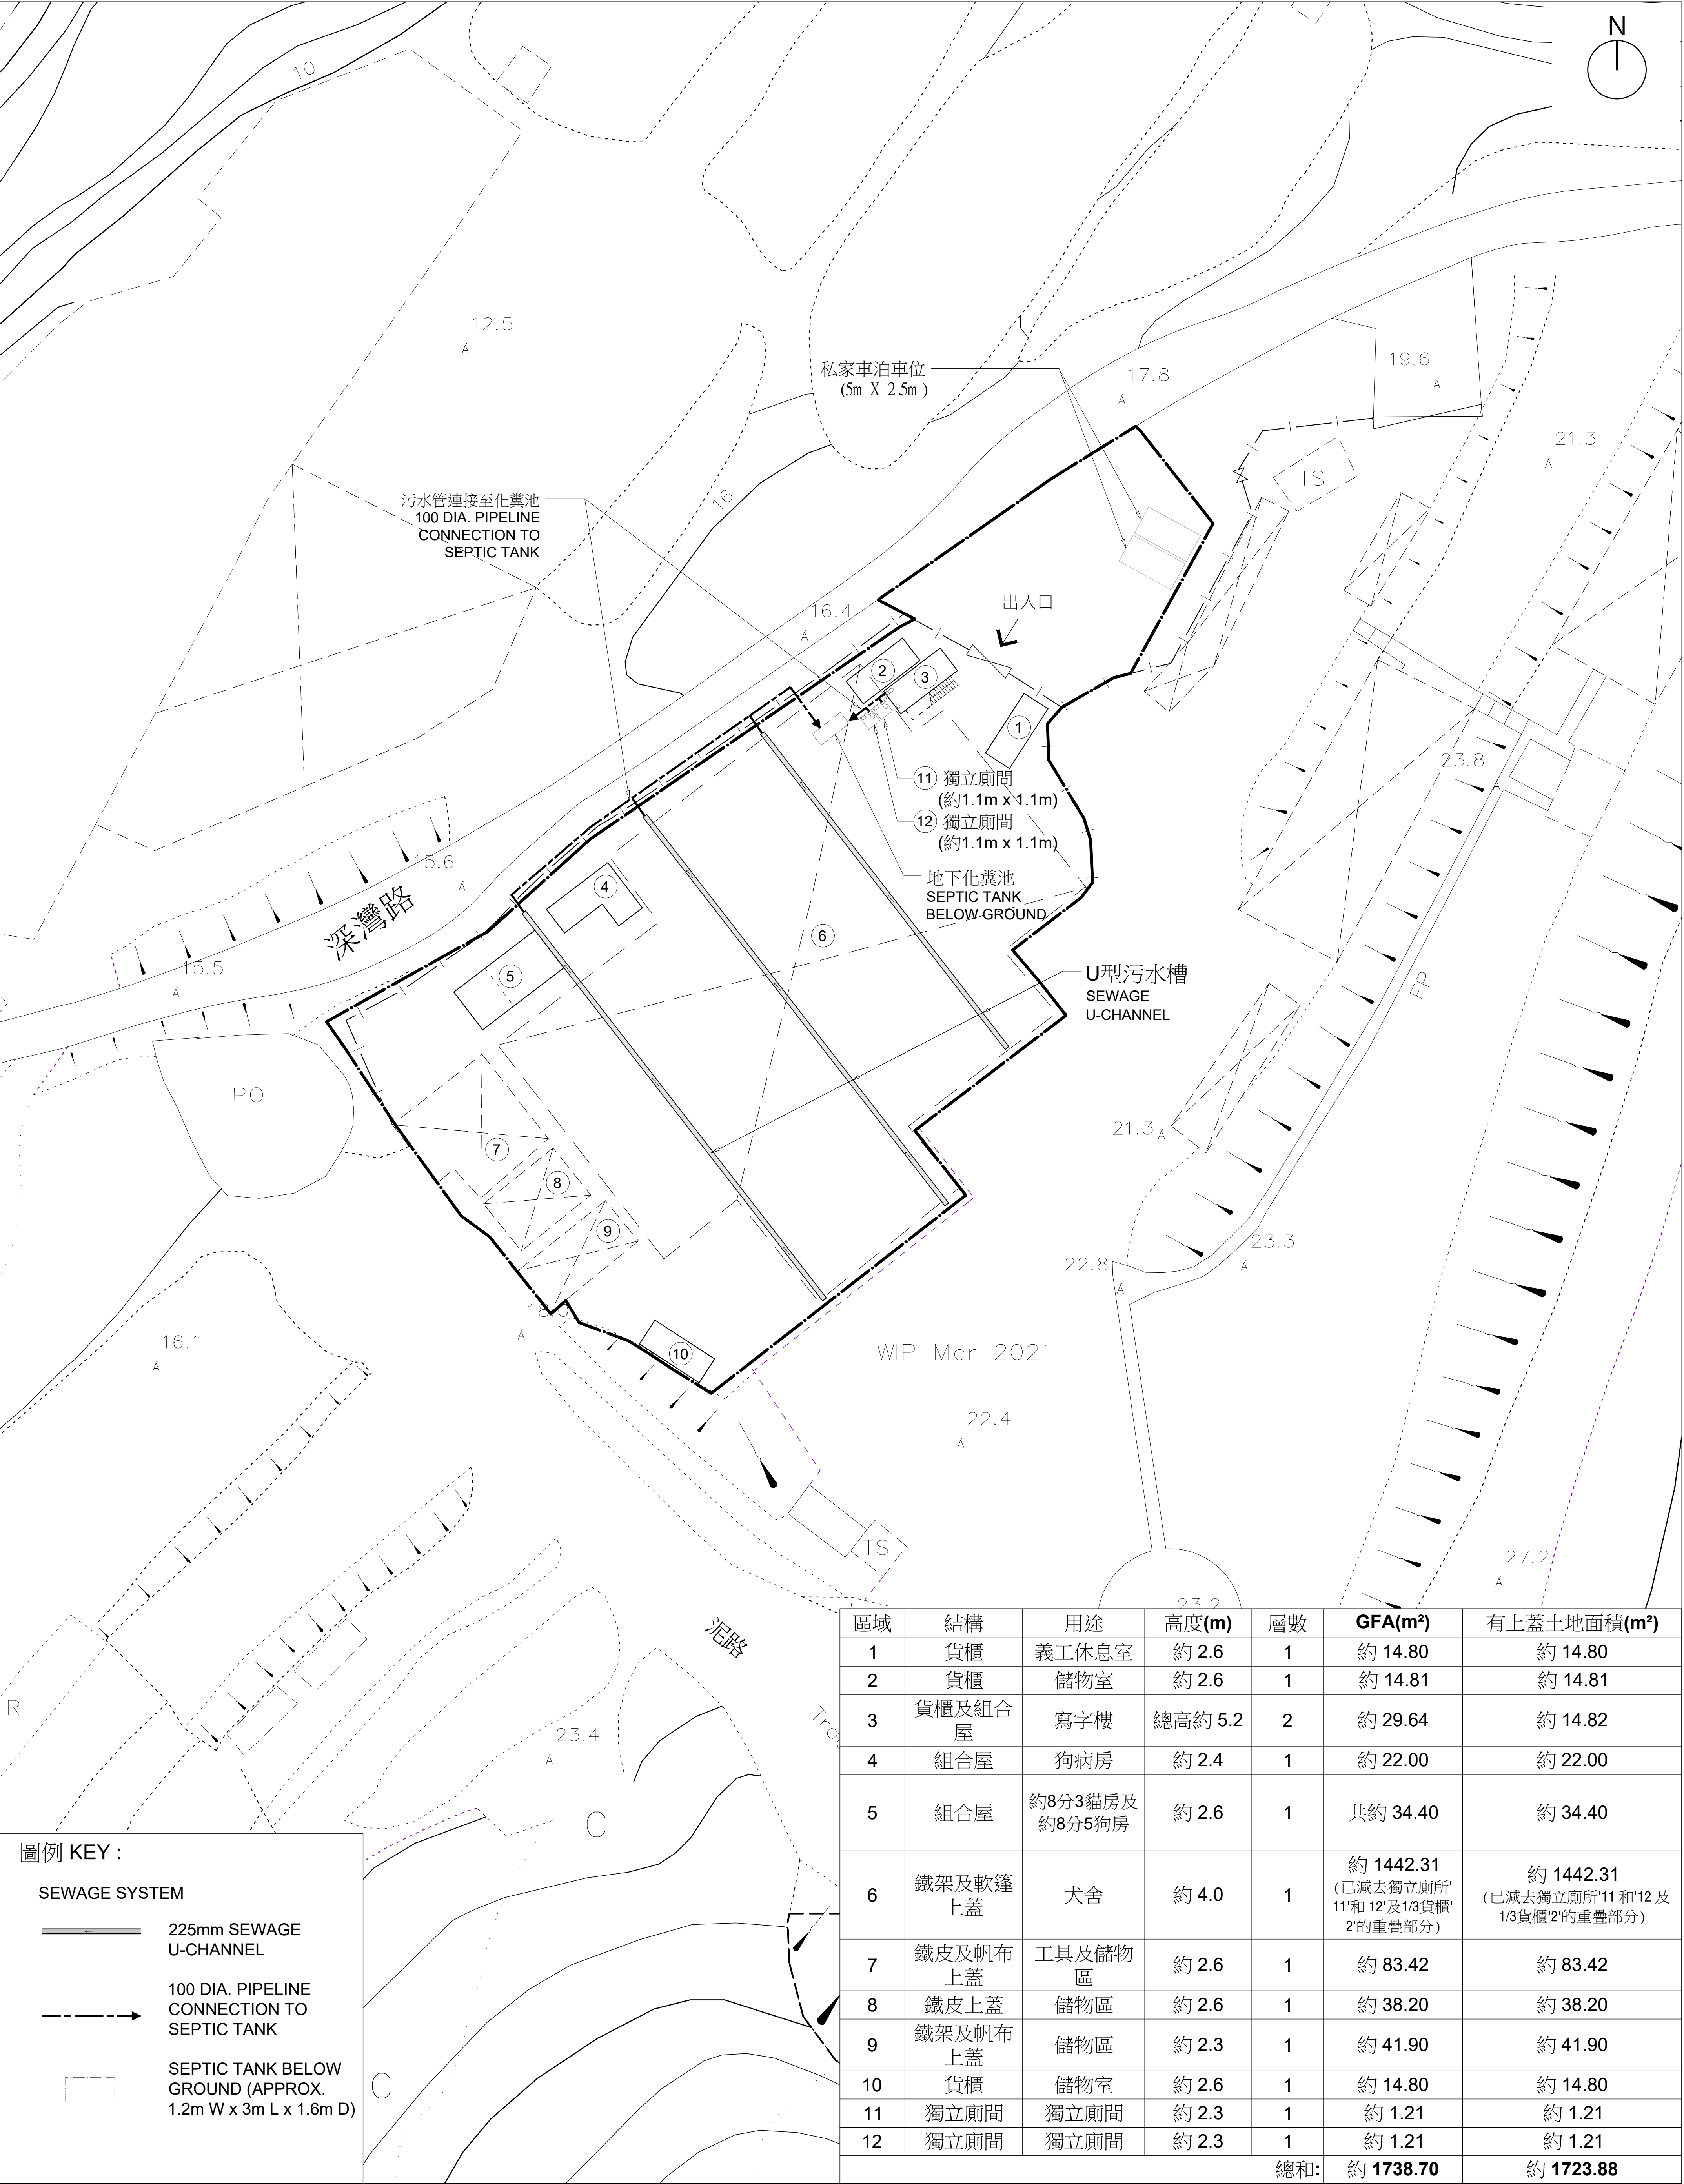 N
10
12.5
私家車泊車位
(5m X 2.5m )
17.8
19.6
21.3
TS
污水管連接至化糞池
100 DIA. PIPELINE
CONNECTION TO
SEPTIC TANK
16
16.4
出入口
2
3
1
11 獨立廁間
(約1.1m x 1.1m)
12 獨立廁間
(約1.1m x 1.1m)
地下化糞池
SEPTIC TANK
BELOW GROUND
23.8
15.6
深灣路
4
6
5
15.5
U型污水槽
SEWAGE
U-CHANNEL
FP
PO
7
8
9
21.3
23.3
22.8
18.0
16.1
10
WIP Mar 2021
22.4
TS
27.2
23.2
泥路
R
23.4
C
C
區域 結構 用途 高度(m) 層數 GFA(m²) 有上蓋土地面積(m²)
1 貨櫃 義工休息室 約 2.6 1 約 14.80 約 14.80
2 貨櫃 儲物室 約 2.6 1 約 14.81 約 14.81
3 貨櫃及組合屋 寫字樓 總高約 5.2 2 約 29.64 約 14.82
4 組合屋 狗病房 約 2.4 1 約 22.00 約 22.00
5 組合屋 約8分3貓房及約8分5狗房 約 2.6 1 共約 34.40 約 34.40
6 鐵架及軟篷上蓋 犬舍 約 4.0 1 約 1442.31 (已減去獨立廁所'11'和'12'及1/3貨櫃'2'的重疊部分) 約 1442.31 (已減去獨立廁所'11'和'12'及1/3貨櫃'2'的重疊部分)
7 鐵皮及帆布上蓋 工具及儲物區 約 2.6 1 約 83.42 約 83.42
8 鐵皮上蓋 儲物區 約 2.6 1 約 38.20 約 38.20
9 鐵架及帆布上蓋 儲物區 約 2.3 1 約 41.90 約 41.90
10 貨櫃 儲物室 約 2.6 1 約 14.80 約 14.80
11 獨立廁間 獨立廁間 約 2.3 1 約 1.21 約 1.21
12 獨立廁間 獨立廁間 約 2.3 1 約 1.21 約 1.21
總和: 約 1738.70 約 1723.88
圖例 KEY :
SEWAGE SYSTEM
225mm SEWAGE
U-CHANNEL
100 DIA. PIPELINE
CONNECTION TO
SEPTIC TANK
SEPTIC TANK BELOW
GROUND (APPROX.
1.2m W x 3m L x 1.6m D)